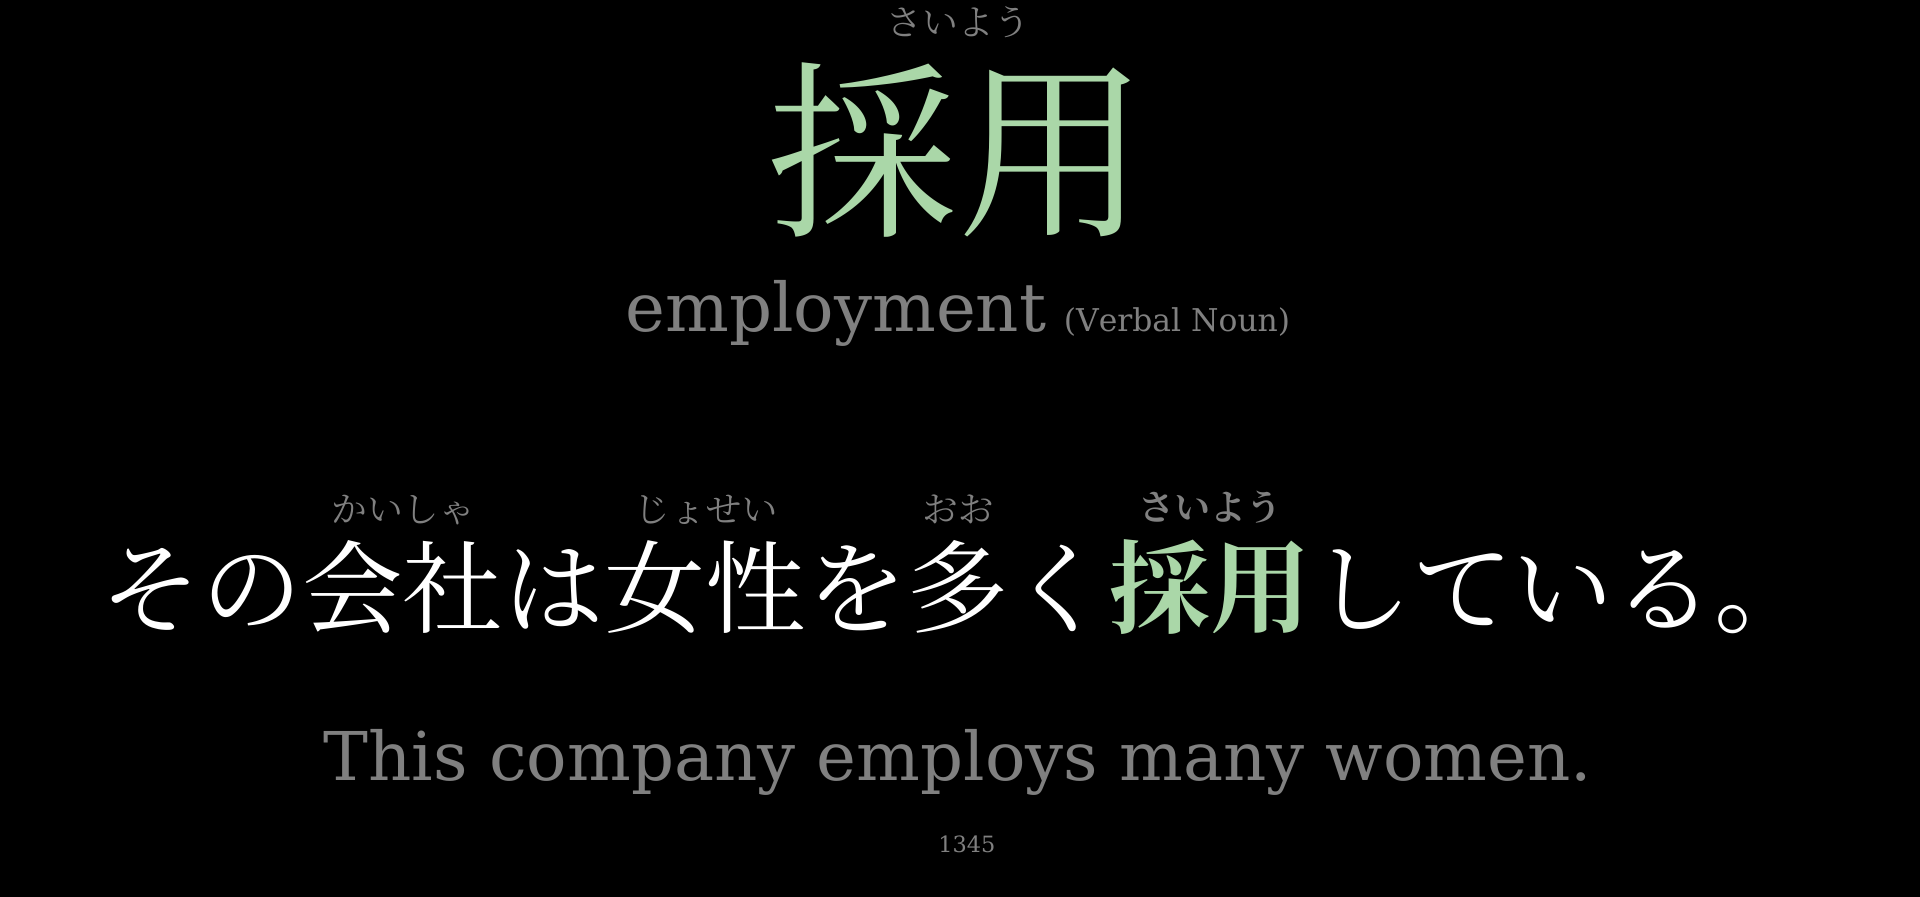 さいよう
採用
employment (Verbal Noun)
かいしゃ じょせい おお さいよう
その会社は女性を多く採用している。
This company employs many women.
1345